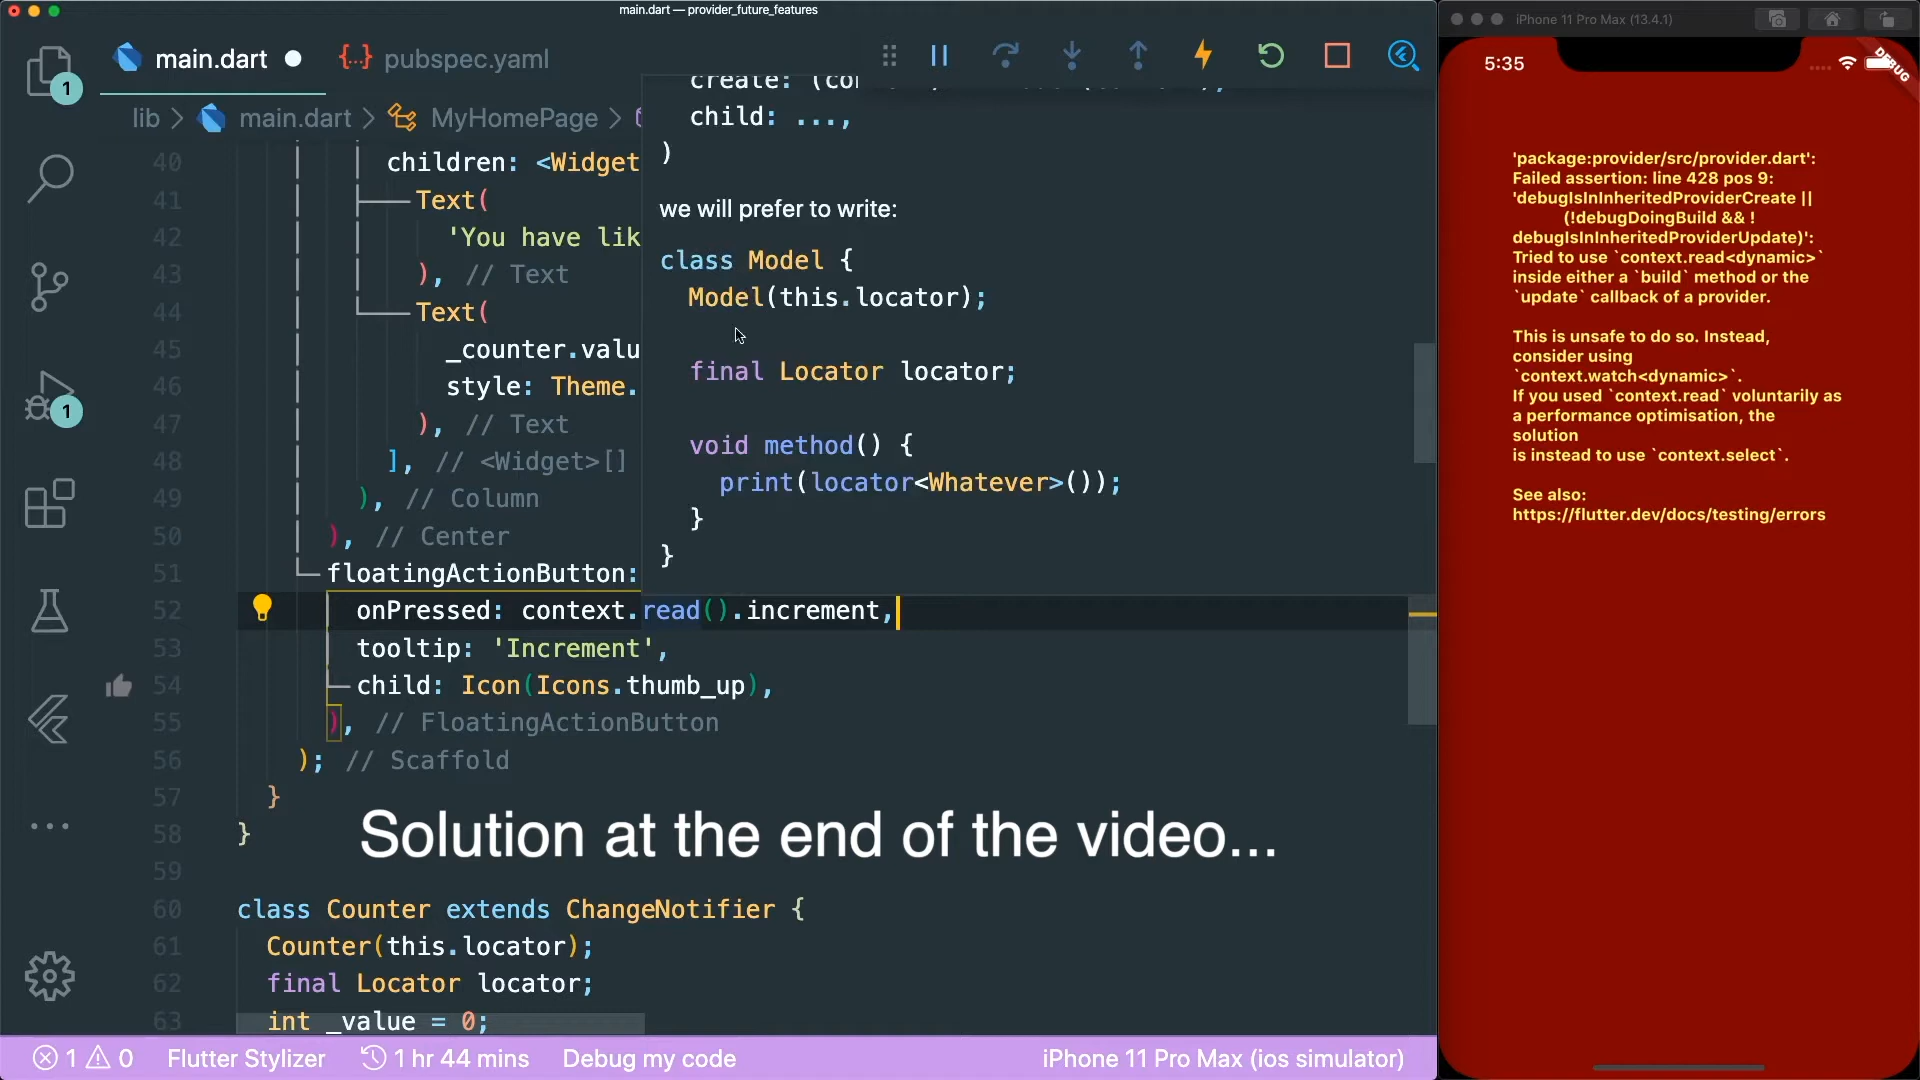 main.dart — provider_future_features
main.dart
{..} pubspec.yaml
lib > main.dart > MyHomePage >
create: (co
child: ...,
)
we will prefer to write:
class Model {
Model(this.locator);
final Locator locator;
void method() {
print(locator<Whatever>());
}
}
1
1
40 children: <Widget
41 Text(
42 'You have lik
43 ), // Text
44 Text(
45 _counter.valu
46 style: Theme.
47 ), // Text
48 ], // <Widget>[]
49 ), // Column
50 ), // Center
51 floatingActionButton:
52 onPressed: context.read().increment,
53 tooltip: 'Increment',
54 child: Icon(Icons.thumb_up),
55 ), // FloatingActionButton
56 ); // Scaffold
57 }
58 }
59
60 class Counter extends ChangeNotifier {
61 Counter(this.locator);
62 final Locator locator;
63 int _value = 0;
Solution at the end of the video...
1 0 Flutter Stylizer 1 hr 44 mins Debug my code iPhone 11 Pro Max (ios simulator)
iPhone 11 Pro Max (13.4.1)
5:35
DEBUG
'package:provider/src/provider.dart':
Failed assertion: line 428 pos 9:
'debugIsInInheritedProviderCreate ||
(!debugDoingBuild && !
debugIsInInheritedProviderUpdate)':
Tried to use `context.read<dynamic>`
inside either a `build` method or the
`update` callback of a provider.
This is unsafe to do so. Instead,
consider using
`context.watch<dynamic>`.
If you used `context.read` voluntarily as
a performance optimisation, the
solution
is instead to use `context.select`.
See also:
https://flutter.dev/docs/testing/errors